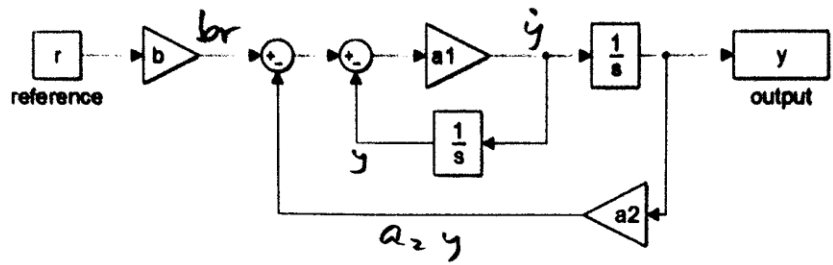 br
ẏ
r
b
+
-
+
-
a1
1
s
y
reference
output
1
s
y
a2
a₂ y